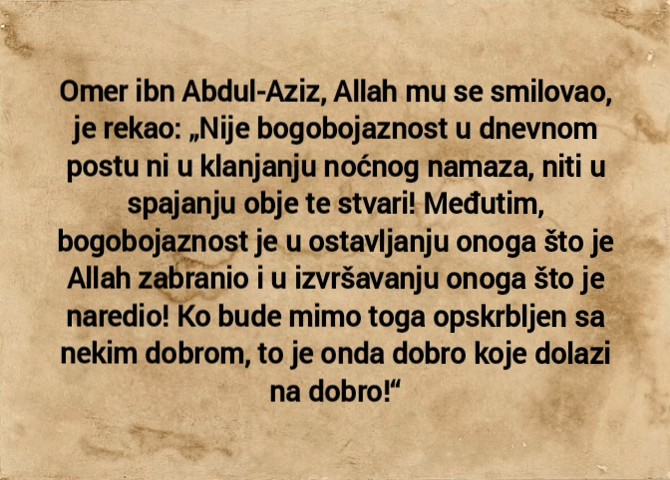 Omer ibn Abdul-Aziz, Allah mu se smilovao,
je rekao: „Nije bogobojaznost u dnevnom
postu ni u klanjanju noćnog namaza, niti u
spajanju obje te stvari! Međutim,
bogobojaznost je u ostavljanju onoga što je
Allah zabranio i u izvršavanju onoga što je
naredio! Ko bude mimo toga opskrbljen sa
nekim dobrom, to je onda dobro koje dolazi
na dobro!“